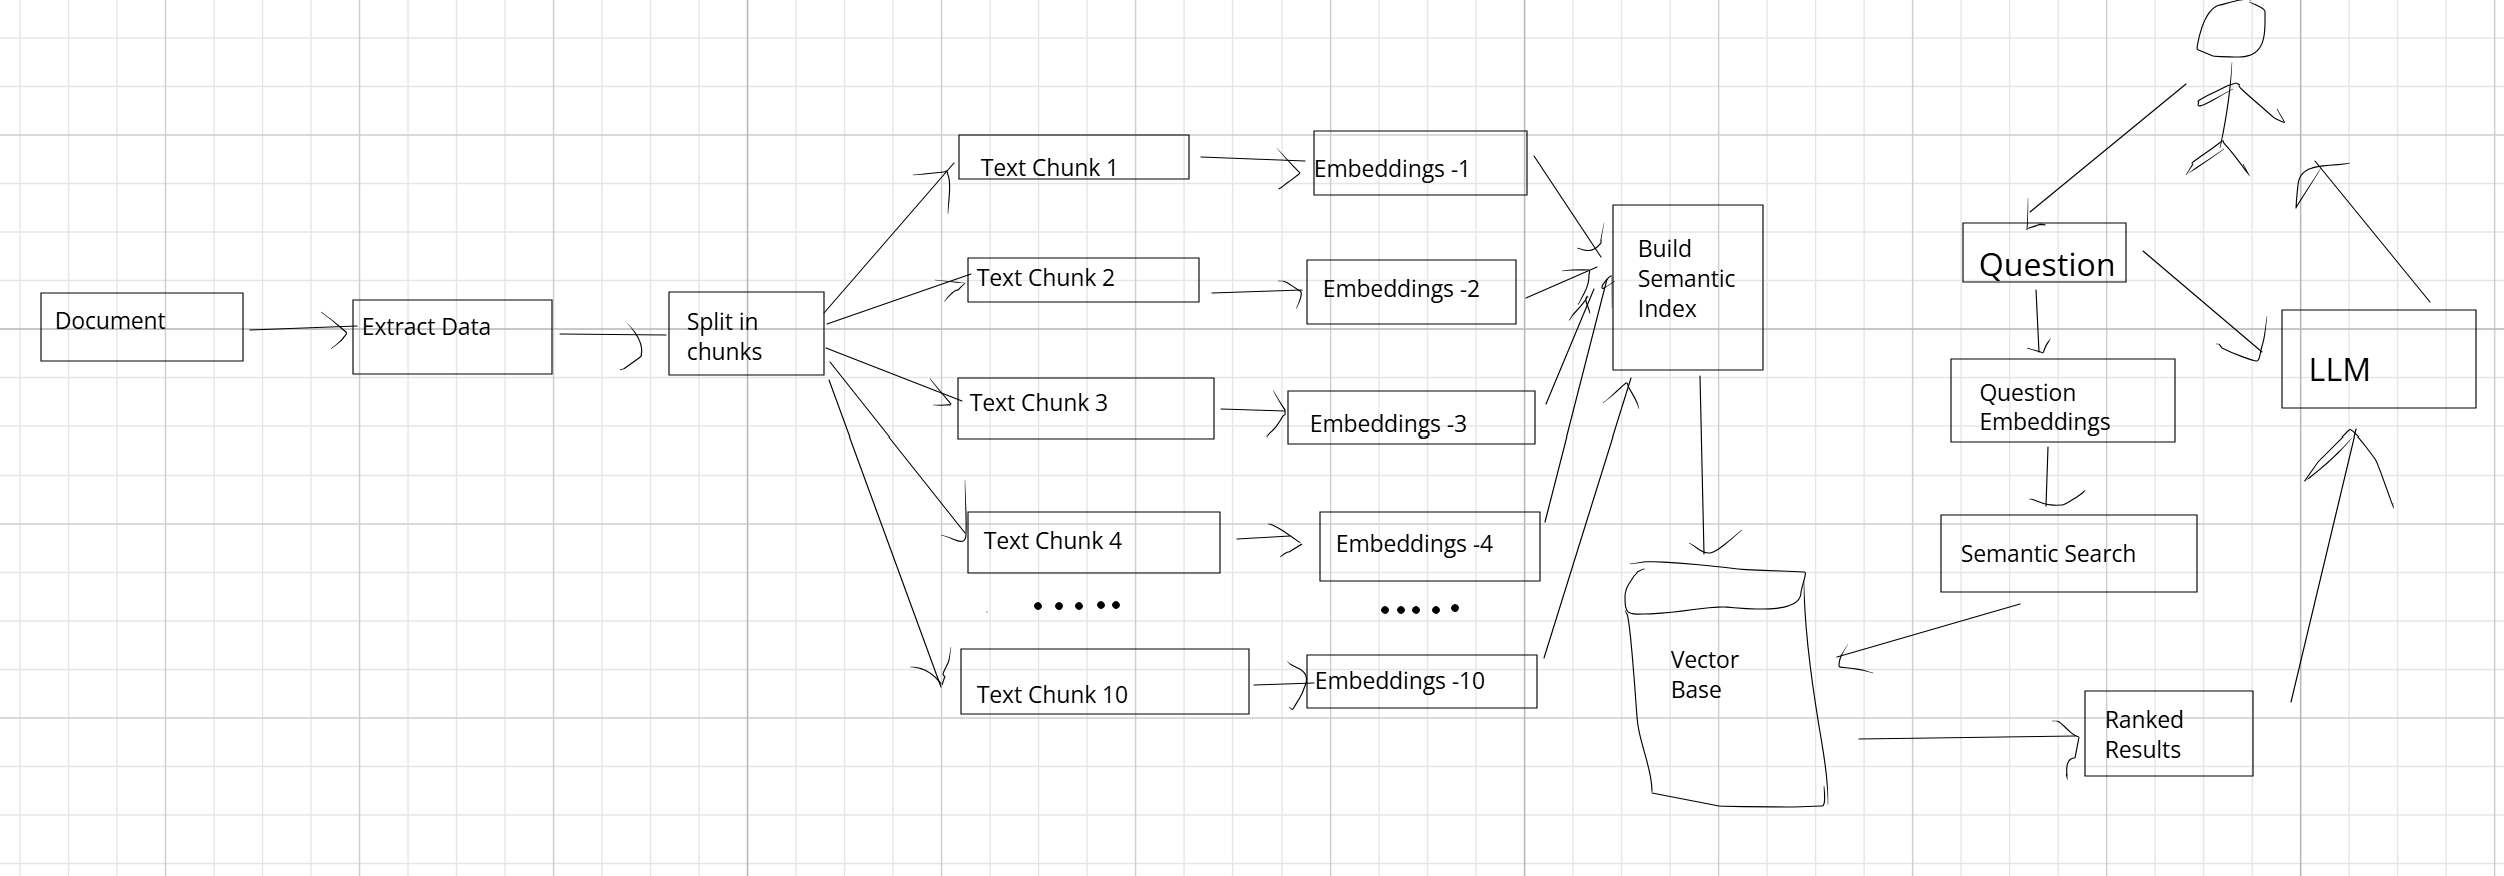 Document
Extract Data
Split in
chunks
Text Chunk 1
Text Chunk 2
Text Chunk 3
Text Chunk 4
Text Chunk 10
Embeddings -1
Embeddings -2
Embeddings -3
Embeddings -4
Embeddings -10
Build
Semantic
Index
Vector
Base
Question
Question
Embeddings
Semantic Search
Ranked
Results
LLM